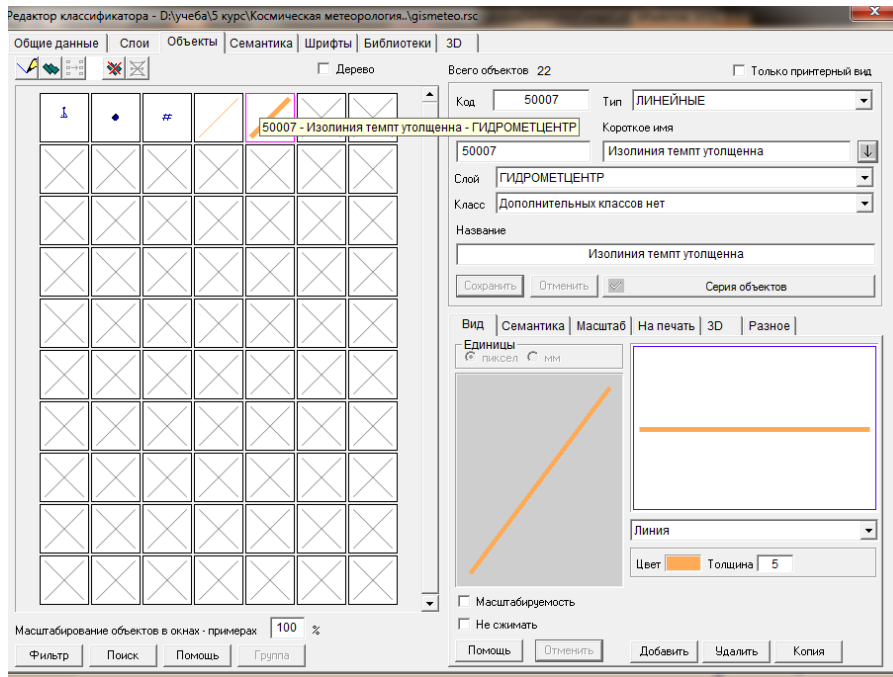 Редактор классификатора - D:\учеба\5 курс\Космическая метеорология..\gismeteo.rsc
Общие данные Слои Объекты Семантика Шрифты Библиотеки 3D
Дерево
Всего объектов 22
Только принтерный вид
#
50007 - Изолиния темпт утолщенна - ГИДРОМЕТЦЕНТР
Код 50007 Тип ЛИНЕЙНЫЕ
Короткое имя
50007 Изолиния темпт утолщенна
Слой ГИДРОМЕТЦЕНТР
Класс Дополнительных классов нет
Название
Изолиния темпт утолщенна
Сохранить Отменить Серия объектов
Вид Семантика Масштаб На печать 3D Разное
Единицы
пиксел мм
Линия
Цвет Толщина 5
Масштабируемость
Не сжимать
Помощь Отменить Добавить Удалить Копия
Масштабирование объектов в окнах - примерах 100 %
Фильтр Поиск Помощь Группа